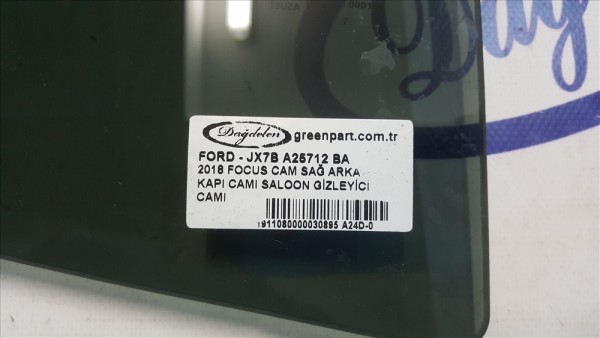 Dağdelen greenpart.com.tr
FORD - JX7B A25712 BA
2018 FOCUS CAM SAĞ ARKA
KAPI CAMI SALOON GİZLEYİCİ
CAMI
1911080000030895 A24D-0